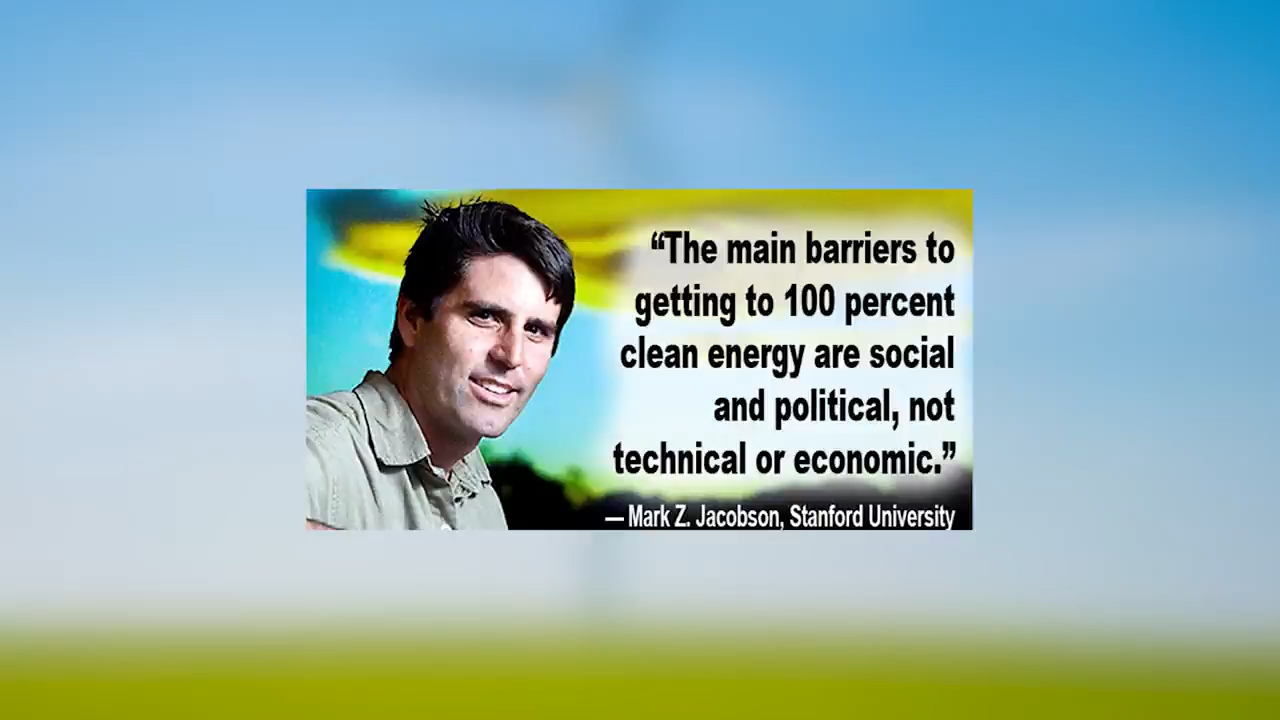 “The main barriers to
getting to 100 percent
clean energy are social
and political, not
technical or economic.”
— Mark Z. Jacobson, Stanford University